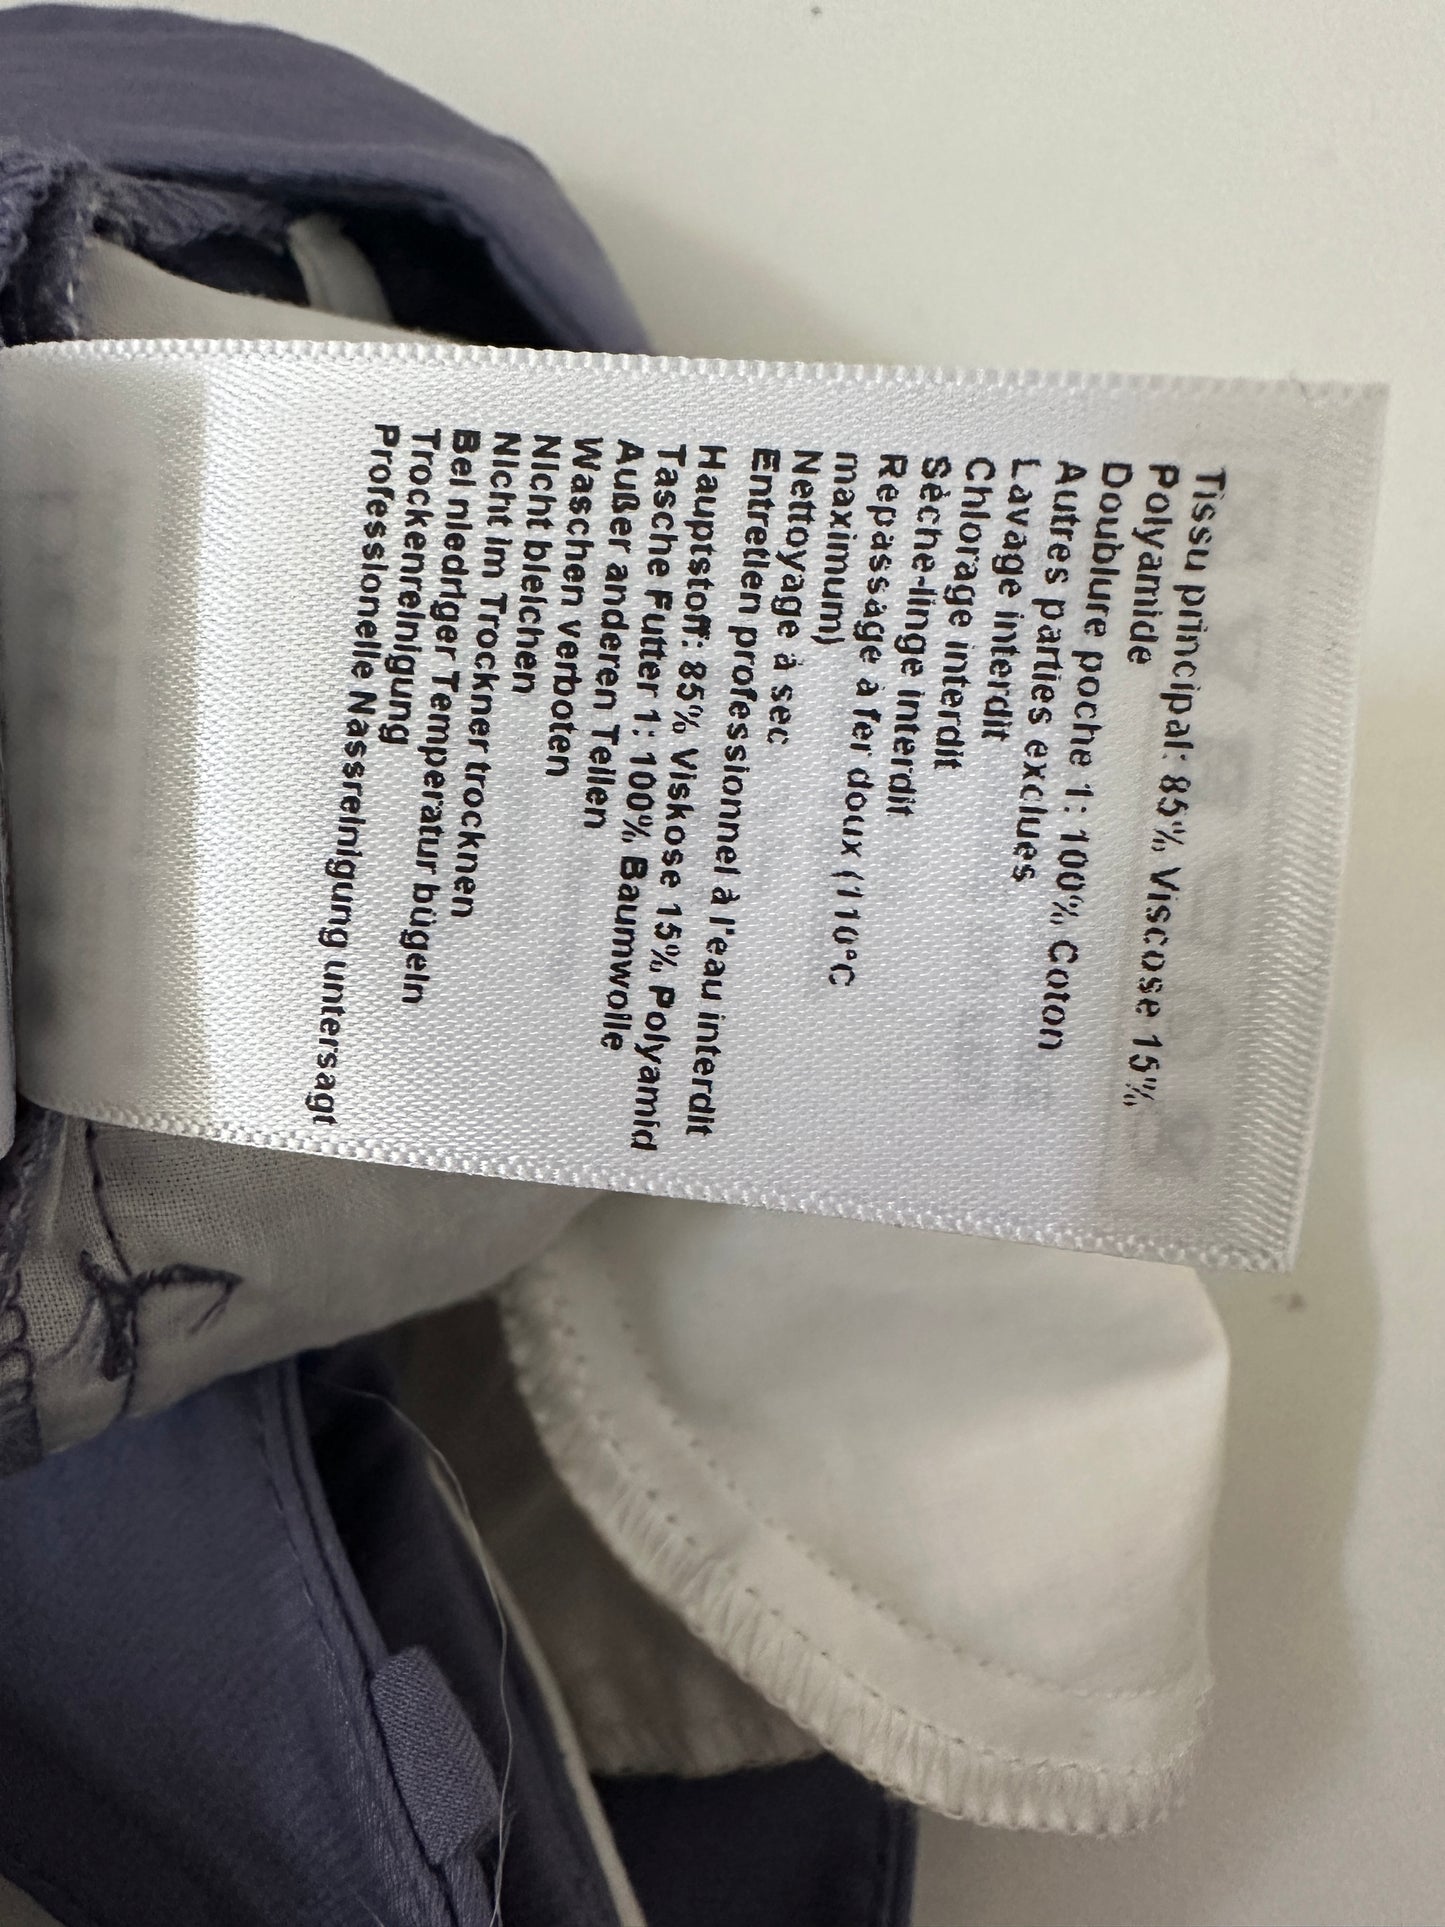 Tissu principal: 85% Viscose 15%
Polyamide
Doublure poche 1: 100% Coton
Autres parties exclues
Lavage interdit
Chlorage interdit
Sèche-linge interdit
Repassage à fer doux (110°C
maximum)
Nettoyage à sec
Entretien professionnel à l'eau interdit
Hauptstoff: 85% Viskose 15% Polyamid
Tasche Futter 1: 100% Baumwolle
Außer anderen Teilen
Waschen verboten
Nicht bleichen
Nicht im Trockner trocknen
Bei niedriger Temperatur bügeln
Trockenreinigung
Professionelle Nassreinigung untersagt